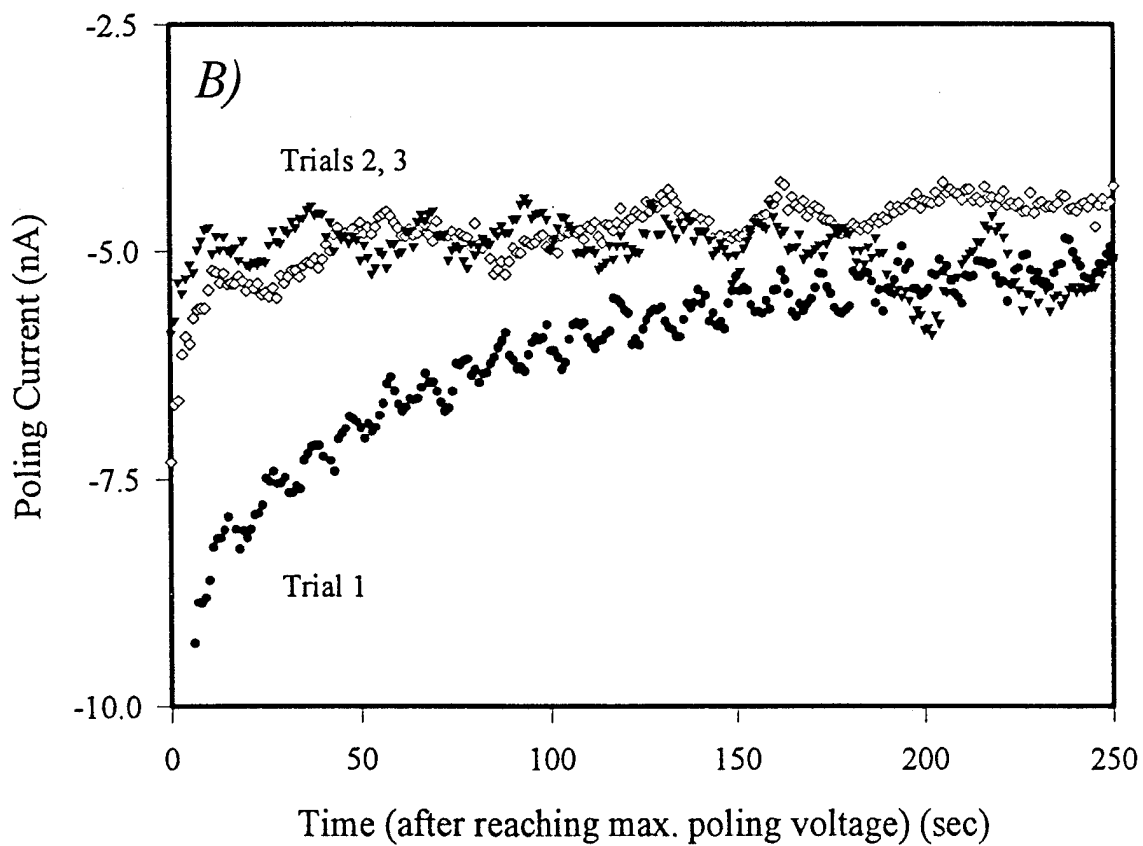 -2.5
B)
Trials 2, 3
-5.0
Poling Current (nA)
-7.5
Trial 1
-10.0
0 50 100 150 200 250
Time (after reaching max. poling voltage) (sec)